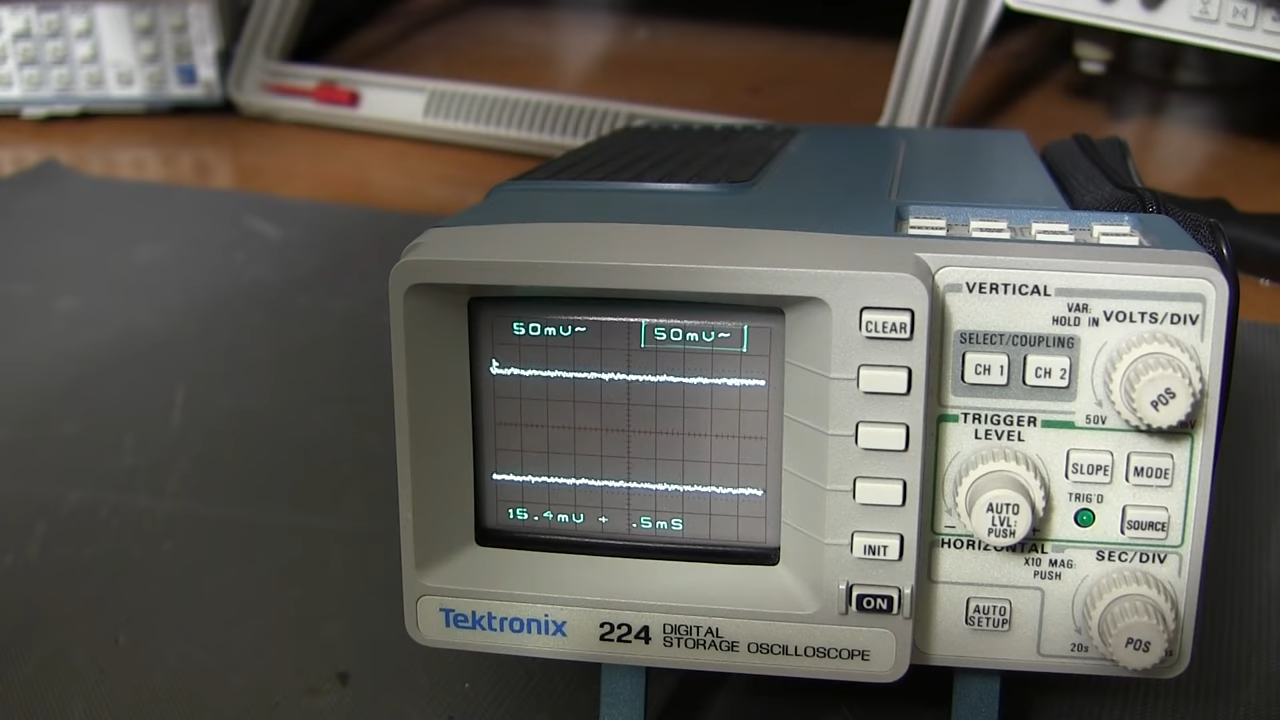 50mV~
50mV~
15.4mV + .5mS
CLEAR
INIT
ON
Tektronix
224 DIGITAL
STORAGE OSCILLOSCOPE
VERTICAL
VAR:
HOLD IN
VOLTS/DIV
SELECT/COUPLING
CH 1
CH 2
POS
50V
TRIGGER
LEVEL
SLOPE
MODE
TRIG'D
AUTO
LVL:
PUSH
- +
SOURCE
HORIZONTAL
X10 MAG:
PUSH
SEC/DIV
AUTO
SETUP
POS
20s